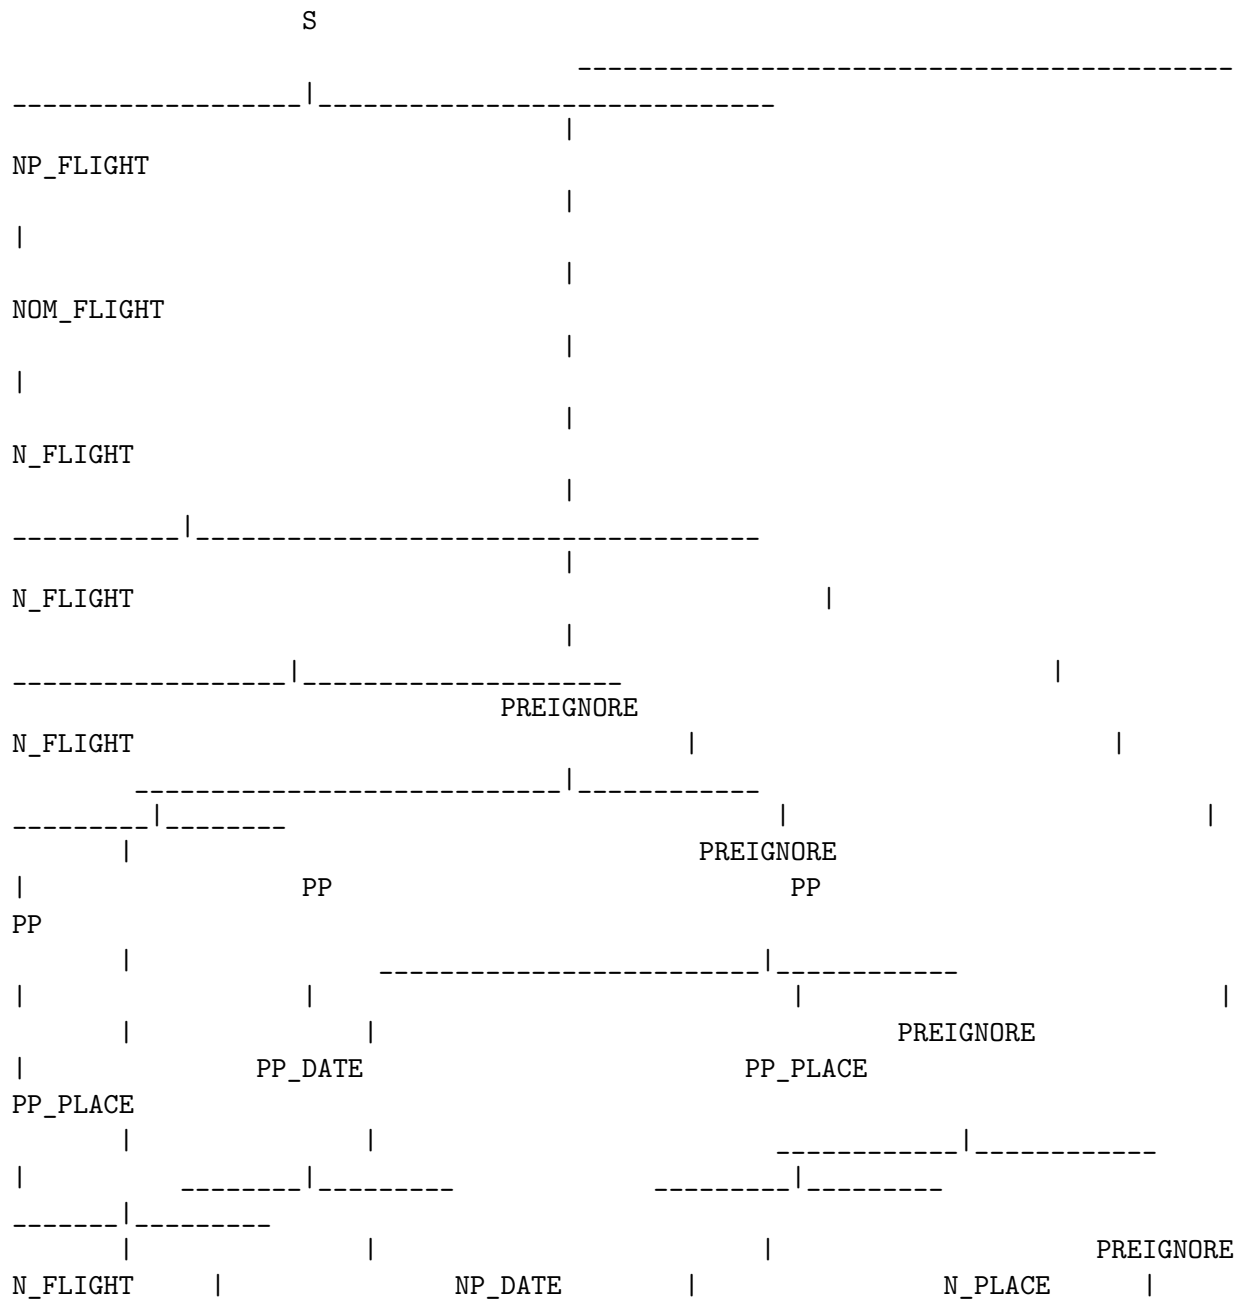 S
NP_FLIGHT
NOM_FLIGHT
N_FLIGHT
N_FLIGHT
PREIGNORE
N_FLIGHT
PREIGNORE
PP PP
PP
PREIGNORE
PP_DATE PP_PLACE
PP_PLACE
PREIGNORE
N_FLIGHT NP_DATE N_PLACE